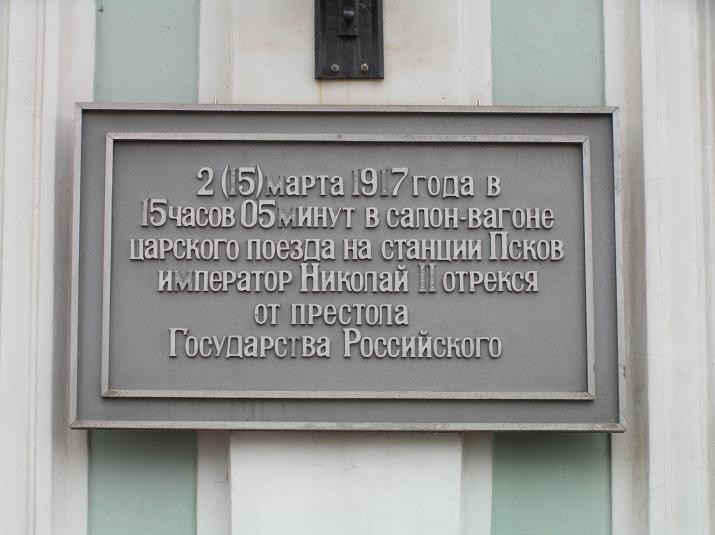 2 (15) марта 1917 года в
15 часов 05 минут в салон-вагоне
царского поезда на станции Псков
император Николай II отрекся
от престола
Государства Российского